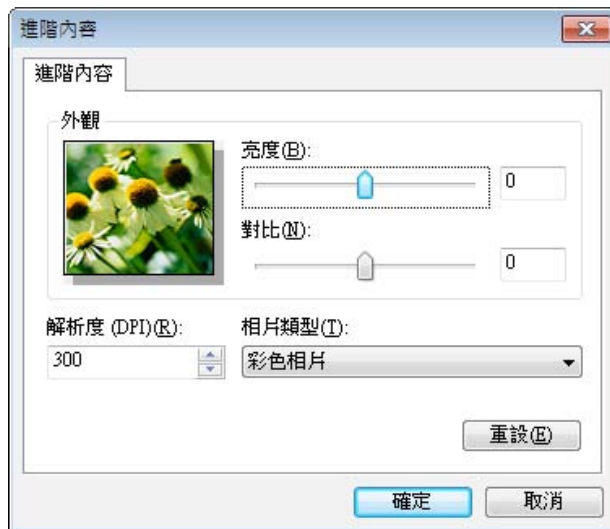 進階內容
進階內容
外觀
亮度(B):
0
對比(N):
0
解析度 (DPI)(R):
相片類型(T):
300
彩色相片
重設(E)
確定
取消